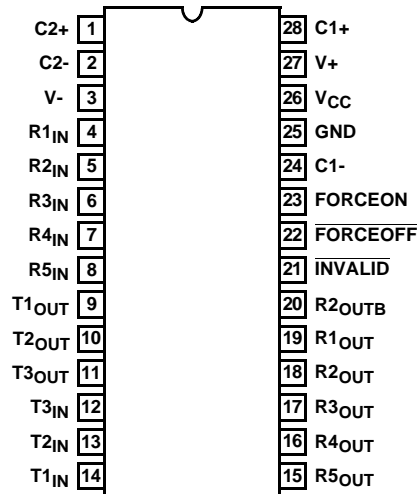 C2+ 1 28 C1+
C2- 2 27 V+
V- 3 26 VCC
R1IN 4 25 GND
R2IN 5 24 C1-
R3IN 6 23 FORCEON
R4IN 7 22 FORCEOFF
R5IN 8 21 INVALID
T1OUT 9 20 R2OUTB
T2OUT 10 19 R1OUT
T3OUT 11 18 R2OUT
T3IN 12 17 R3OUT
T2IN 13 16 R4OUT
T1IN 14 15 R5OUT